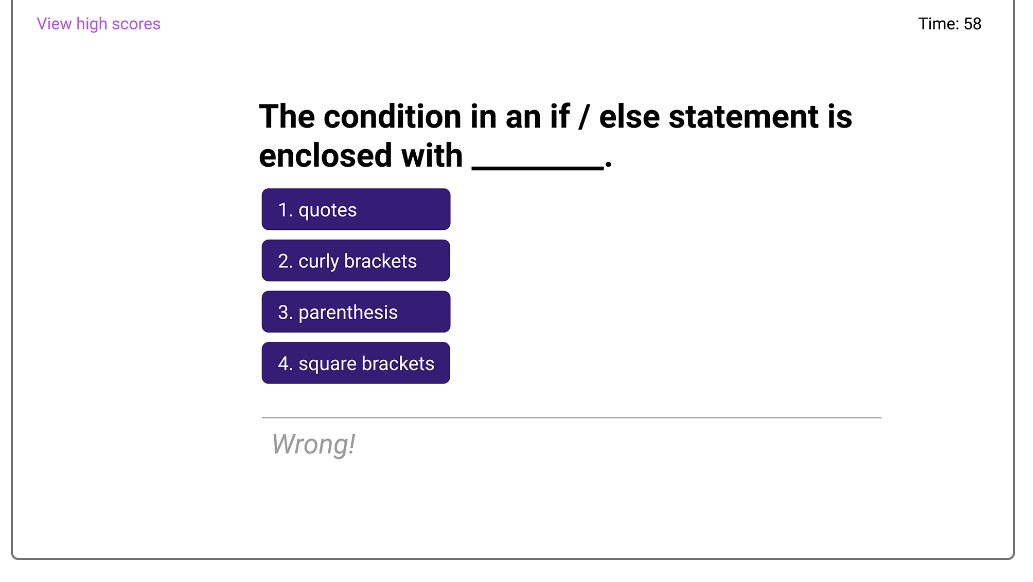 View high scores
Time: 58
The condition in an if / else statement is
enclosed with ________.
1. quotes
2. curly brackets
3. parenthesis
4. square brackets
Wrong!